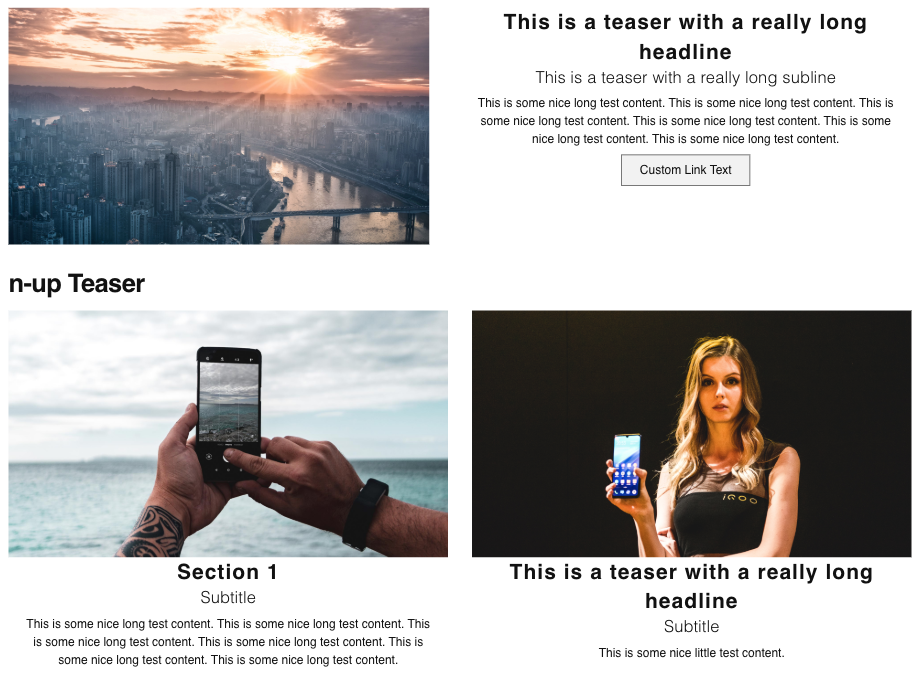 This is a teaser with a really long
headline
This is a teaser with a really long subline
This is some nice long test content. This is some nice long test content. This is
some nice long test content. This is some nice long test content. This is some
nice long test content. This is some nice long test content.
Custom Link Text
n-up Teaser
iQOO
Section 1
Subtitle
This is some nice long test content. This is some nice long test content. This
is some nice long test content. This is some nice long test content. This is
some nice long test content. This is some nice long test content.
This is a teaser with a really long
headline
Subtitle
This is some nice little test content.